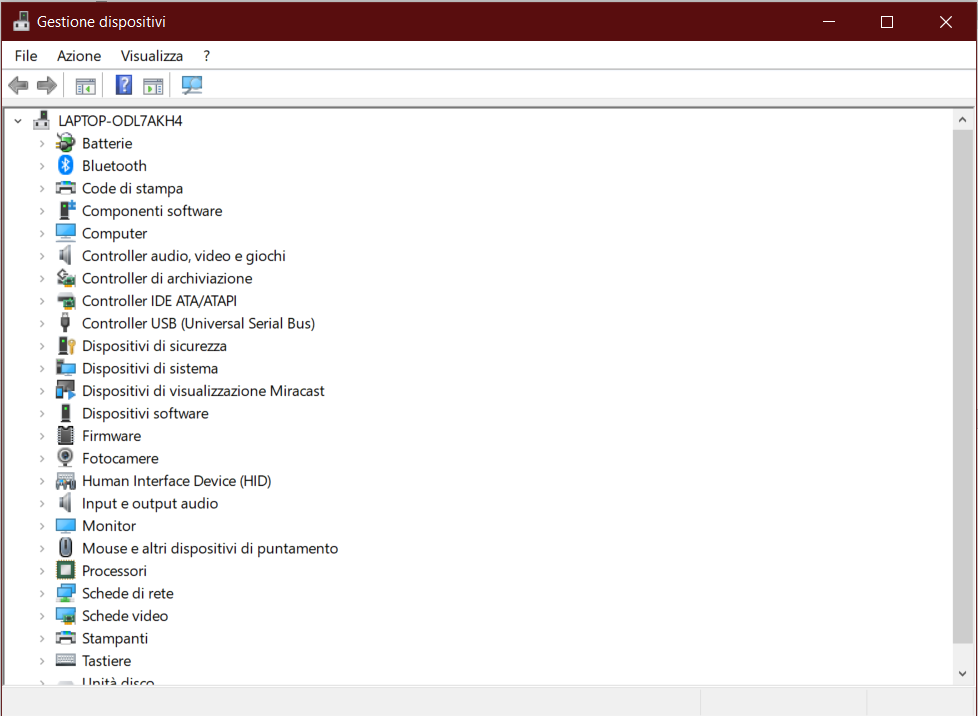 Gestione dispositivi
File Azione Visualizza ?
LAPTOP-ODL7AKH4
Batterie
Bluetooth
Code di stampa
Componenti software
Computer
Controller audio, video e giochi
Controller di archiviazione
Controller IDE ATA/ATAPI
Controller USB (Universal Serial Bus)
Dispositivi di sicurezza
Dispositivi di sistema
Dispositivi di visualizzazione Miracast
Dispositivi software
Firmware
Fotocamere
Human Interface Device (HID)
Input e output audio
Monitor
Mouse e altri dispositivi di puntamento
Processori
Schede di rete
Schede video
Stampanti
Tastiere
Unità disco